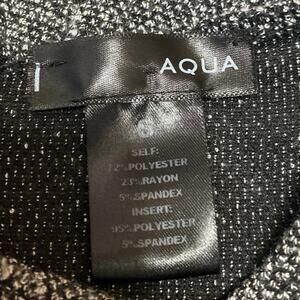 AQUA
S
SELF:
72%POLYESTER
23%RAYON
5%SPANDEX
INSERT:
95%POLYESTER
5%SPANDEX